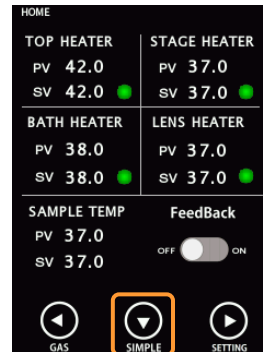 HOME
TOP HEATER
PV 42.0
SV 42.0
STAGE HEATER
PV 37.0
SV 37.0
BATH HEATER
PV 38.0
SV 38.0
LENS HEATER
PV 37.0
SV 37.0
SAMPLE TEMP
PV 37.0
SV 37.0
FeedBack
OFF ON
GAS
SIMPLE
SETTING